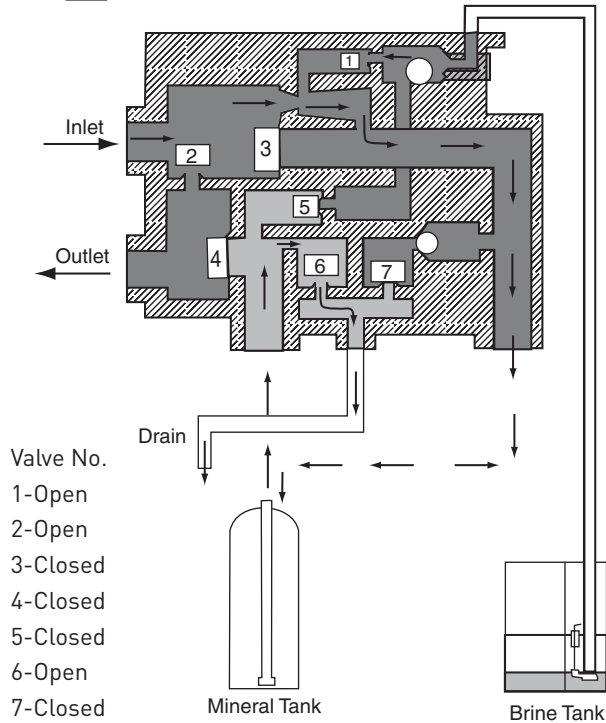 1
Inlet
2
3
5
Outlet
4
6
7
Drain
Valve No.
1-Open
2-Open
3-Closed
4-Closed
5-Closed
6-Open
7-Closed
Mineral Tank
Brine Tank